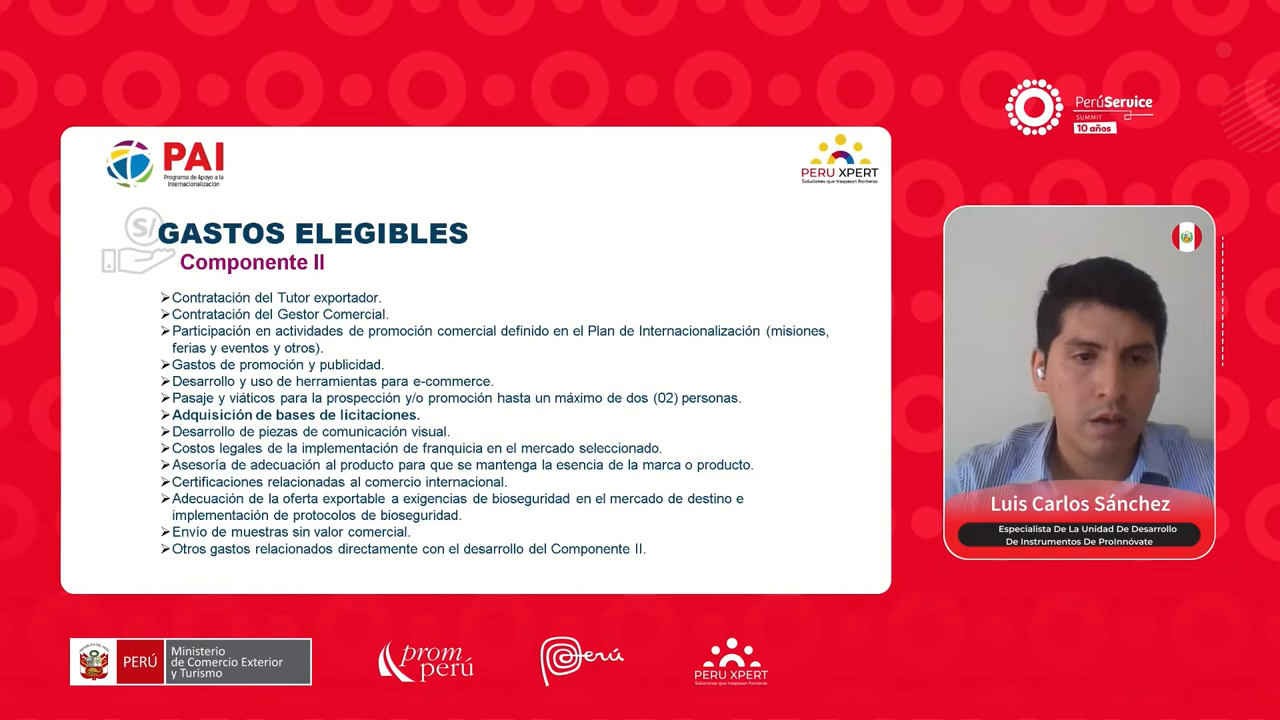 PerúService
SUMMIT
10 años
PAI
Programa de Apoyo a la
Internacionalización
PERU XPERT
Soluciones que traspasan fronteras
S/
GASTOS ELEGIBLES
Componente II
Contratación del Tutor exportador.
Contratación del Gestor Comercial.
Participación en actividades de promoción comercial definido en el Plan de Internacionalización (misiones,
ferias y eventos y otros).
Gastos de promoción y publicidad.
Desarrollo y uso de herramientas para e-commerce.
Pasaje y viáticos para la prospección y/o promoción hasta un máximo de dos (02) personas.
Adquisición de bases de licitaciones.
Desarrollo de piezas de comunicación visual.
Costos legales de la implementación de franquicia en el mercado seleccionado.
Asesoría de adecuación al producto para que se mantenga la esencia de la marca o producto.
Certificaciones relacionadas al comercio internacional.
Adecuación de la oferta exportable a exigencias de bioseguridad en el mercado de destino e
implementación de protocolos de bioseguridad.
Envío de muestras sin valor comercial.
Otros gastos relacionados directamente con el desarrollo del Componente II.
Luis Carlos Sánchez
Especialista De La Unidad De Desarrollo
De Instrumentos De ProInnóvate
PERÚ
Ministerio
de Comercio Exterior
y Turismo
prom
perú
Perú
PERU XPERT
Soluciones que traspasan fronteras